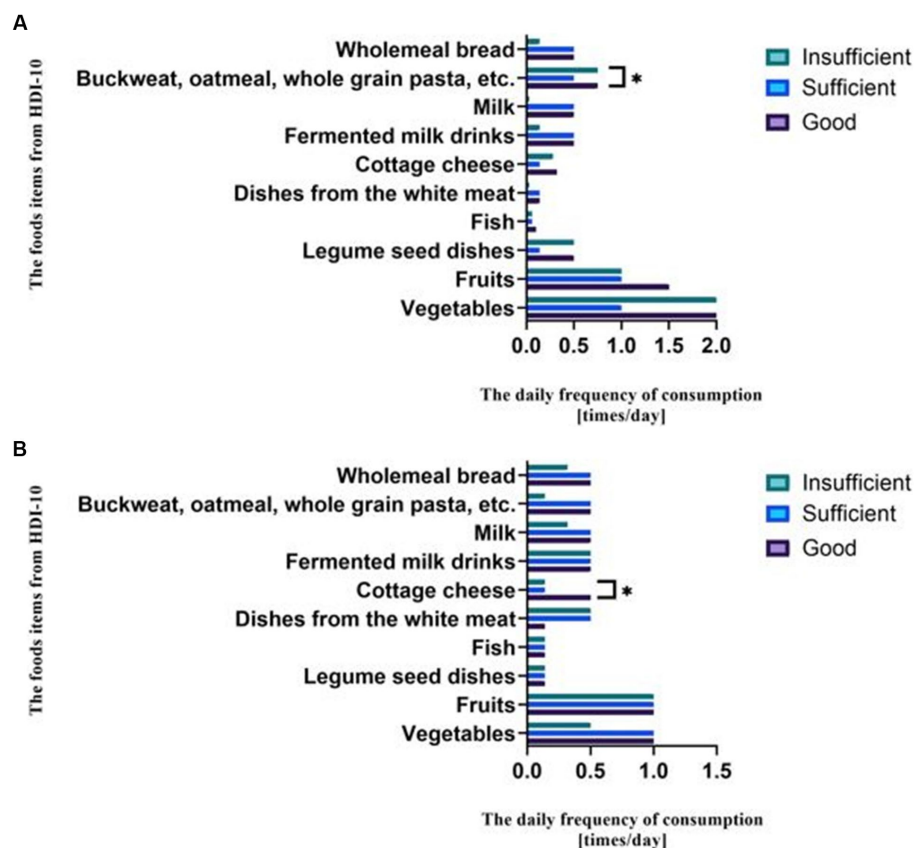 A
The foods items from HDI-10
Wholemeal bread
Buckweat, oatmeal, whole grain pasta, etc.
Milk
Fermented milk drinks
Cottage cheese
Dishes from the white meat
Fish
Legume seed dishes
Fruits
Vegetables
*
Insufficient
Sufficient
Good
0.0 0.5 1.0 1.5 2.0
The daily frequency of consumption
[times/day]
B
The foods items from HDI-10
Wholemeal bread
Buckweat, oatmeal, whole grain pasta, etc.
Milk
Fermented milk drinks
Cottage cheese
Dishes from the white meat
Fish
Legume seed dishes
Fruits
Vegetables
*
Insufficient
Sufficient
Good
0.0 0.5 1.0 1.5
The daily frequency of consumption
[times/day]